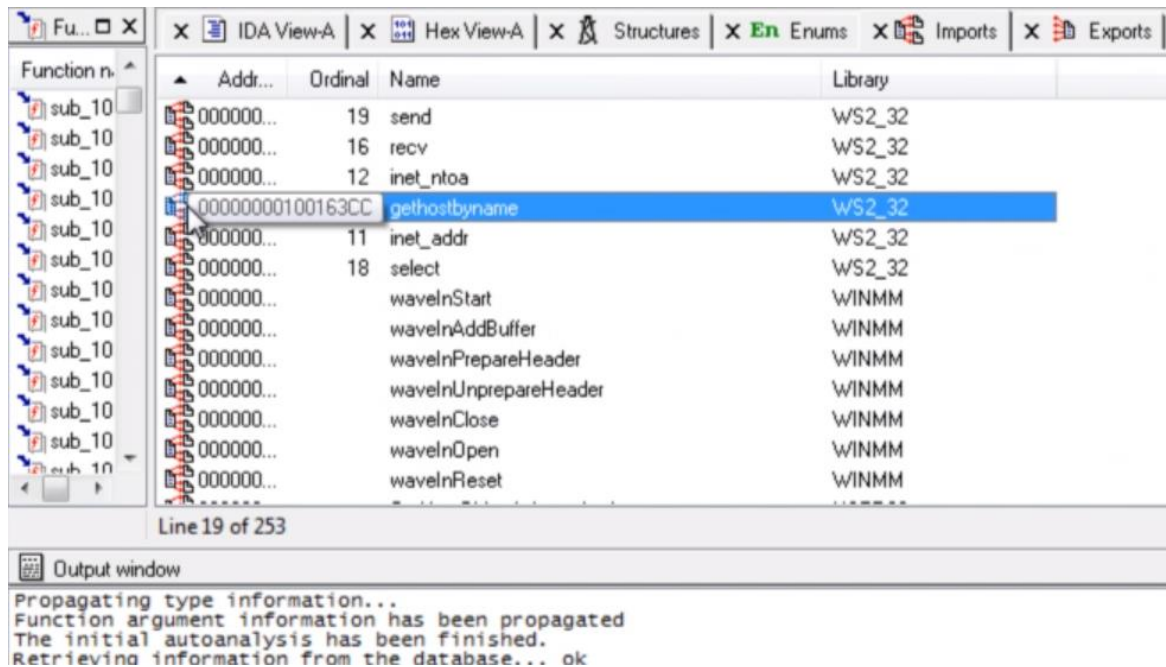 Fu...
IDA View-A Hex View-A Structures En Enums Imports Exports
Function n
Addr... Ordinal Name Library
sub_10
000000... 19 send WS2_32
sub_10
000000... 16 recv WS2_32
sub_10
000000... 12 inet_ntoa WS2_32
sub_10
00000000100163CC gethostbyname WS2_32
sub_10
000000... 11 inet_addr WS2_32
sub_10
000000... 18 select WS2_32
sub_10
000000... waveInStart WINMM
sub_10
000000... waveInAddBuffer WINMM
sub_10
000000... waveInPrepareHeader WINMM
sub_10
000000... waveInUnprepareHeader WINMM
sub_10
000000... waveInClose WINMM
sub_10
000000... waveInOpen WINMM
sub_10
000000... waveInReset WINMM
Line 19 of 253
Output window
Propagating type information...
Function argument information has been propagated
The initial autoanalysis has been finished.
Retrieving information from the database... ok